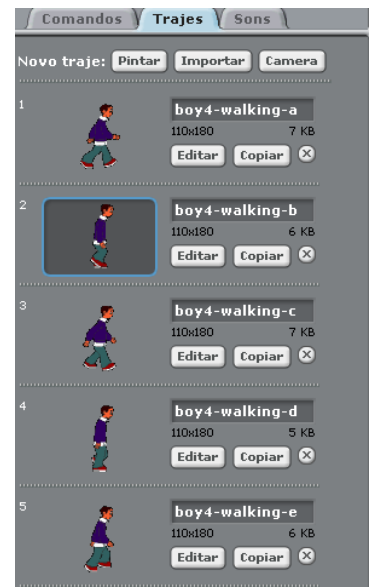 Comandos Trajes Sons
Novo traje: Pintar Importar Camera
1 boy4-walking-a
110x180 7 KB
Editar Copiar
2 boy4-walking-b
110x180 6 KB
Editar Copiar
3 boy4-walking-c
110x180 7 KB
Editar Copiar
4 boy4-walking-d
110x180 5 KB
Editar Copiar
5 boy4-walking-e
110x180 6 KB
Editar Copiar